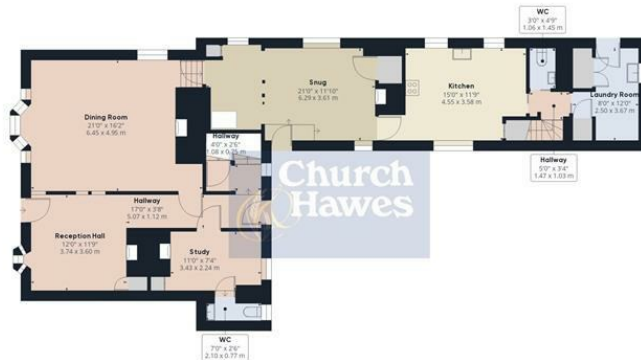 WC
3'0" x 4'9"
1.06 x 1.45 m
Snug
21'0" x 11'10"
6.29 x 3.61 m
Kitchen
15'0" x 11'9"
4.55 x 3.58 m
Laundry Room
8'0" x 12'0"
2.50 x 3.67 m
Dining Room
21'0" x 16'2"
6.45 x 4.95 m
Hallway
4'0" x 2'6"
1.08 x 0.75 m
Hallway
5'0" x 3'4"
1.47 x 1.03 m
Church
& Hawes
Hallway
17'0" x 3'8"
5.07 x 1.12 m
Reception Hall
12'0" x 11'9"
3.74 x 3.60 m
Study
11'0" x 7'4"
3.43 x 2.24 m
WC
7'0" x 2'6"
2.10 x 0.77 m